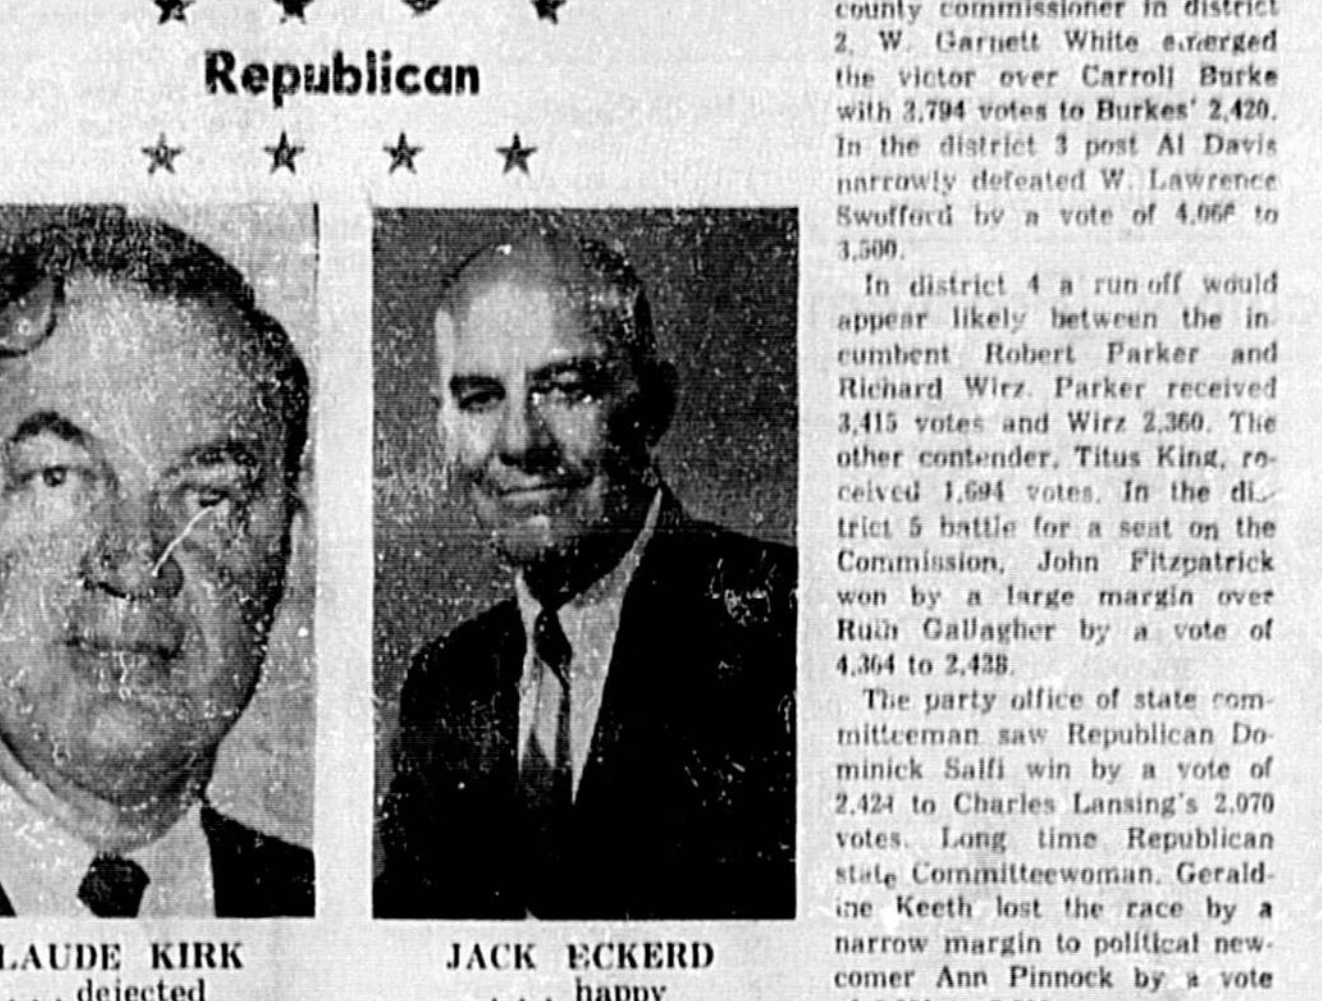 Republican
LAUDE KIRK
. . . dejected
JACK ECKERD
. . . happy
county commissioner in district
2, W. Garnett White emerged
the victor over Carroll Burke
with 3,794 votes to Burkes' 2,420.
In the district 3 post Al Davis
narrowly defeated W. Lawrence
Swofford by a vote of to
3,500.
In district 4 a run off would
appear likely between the in-
cumbent Robert Parker and
Richard Wirz. Parker received
3,415 votes and Wirz 2,360. The
other contender, Titus King, re-
ceived 1,694 votes. In the dis-
trict 5 battle for a seat on the
Commission, John Fitzpatrick
won by a large margin over
Ruth Gallagher by a vote of
4,364 to 2,438.
The party office of state com-
mitteeman saw Republican Do-
minick Salfi win by a vote of
2,424 to Charles Lansing's 2,070
votes. Long time Republican
state Committeewoman, Gerald-
ine Keeth lost the race by a
narrow margin to political new-
comer Ann Pinnock by a vote